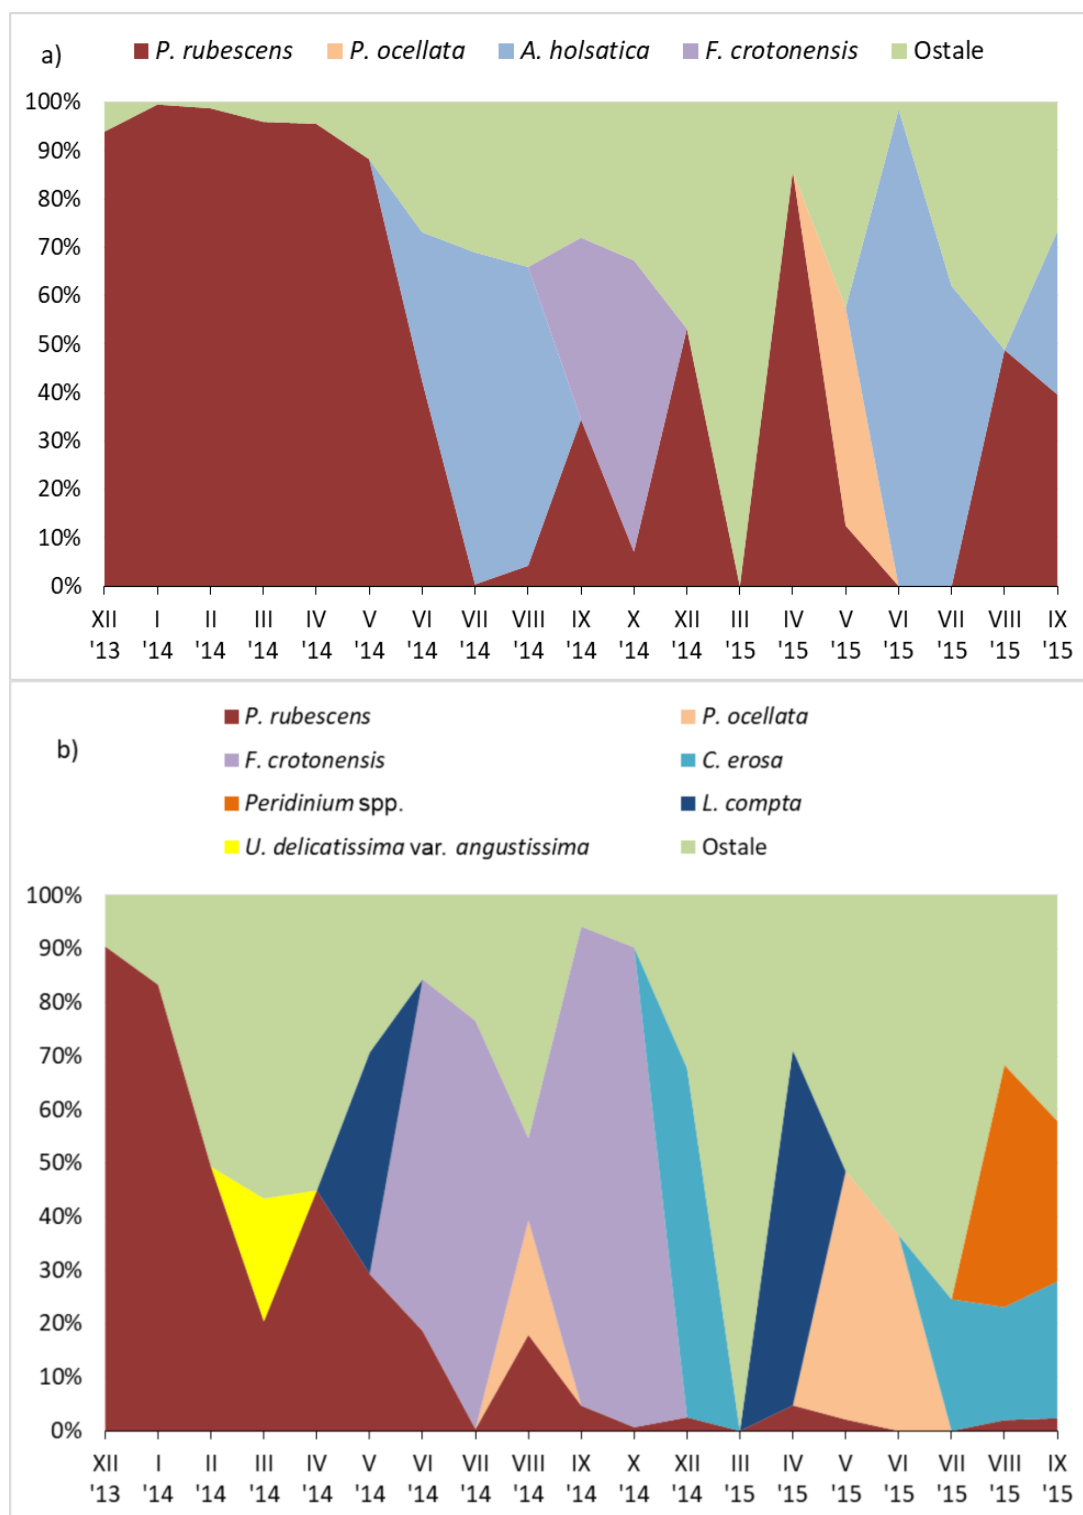 a)
P. rubescens P. ocellata A. holsatica F. crotonensis Ostale
100%
90%
80%
70%
60%
50%
40%
30%
20%
10%
0%
XII I II III IV V VI VII VIII IX X XII III IV V VI VII VIII IX
'13 '14 '14 '14 '14 '14 '14 '14 '14 '14 '14 '14 '15 '15 '15 '15 '15 '15 '15
b)
P. rubescens P. ocellata
F. crotonensis C. erosa
Peridinium spp. L. compta
U. delicatissima var. angustissima Ostale
100%
90%
80%
70%
60%
50%
40%
30%
20%
10%
0%
XII I II III IV V VI VII VIII IX X XII III IV V VI VII VIII IX
'13 '14 '14 '14 '14 '14 '14 '14 '14 '14 '14 '14 '15 '15 '15 '15 '15 '15 '15